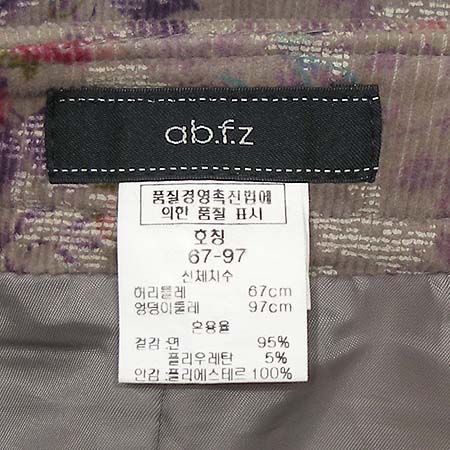 ab.f.z
품질경영촉진법에
의한 품질 표시
호칭
67-97
신체치수
허리둘레 67cm
엉덩이둘레 97cm
혼용율
겉감:면 95%
폴리우레탄 5%
안감:폴리에스테르 100%